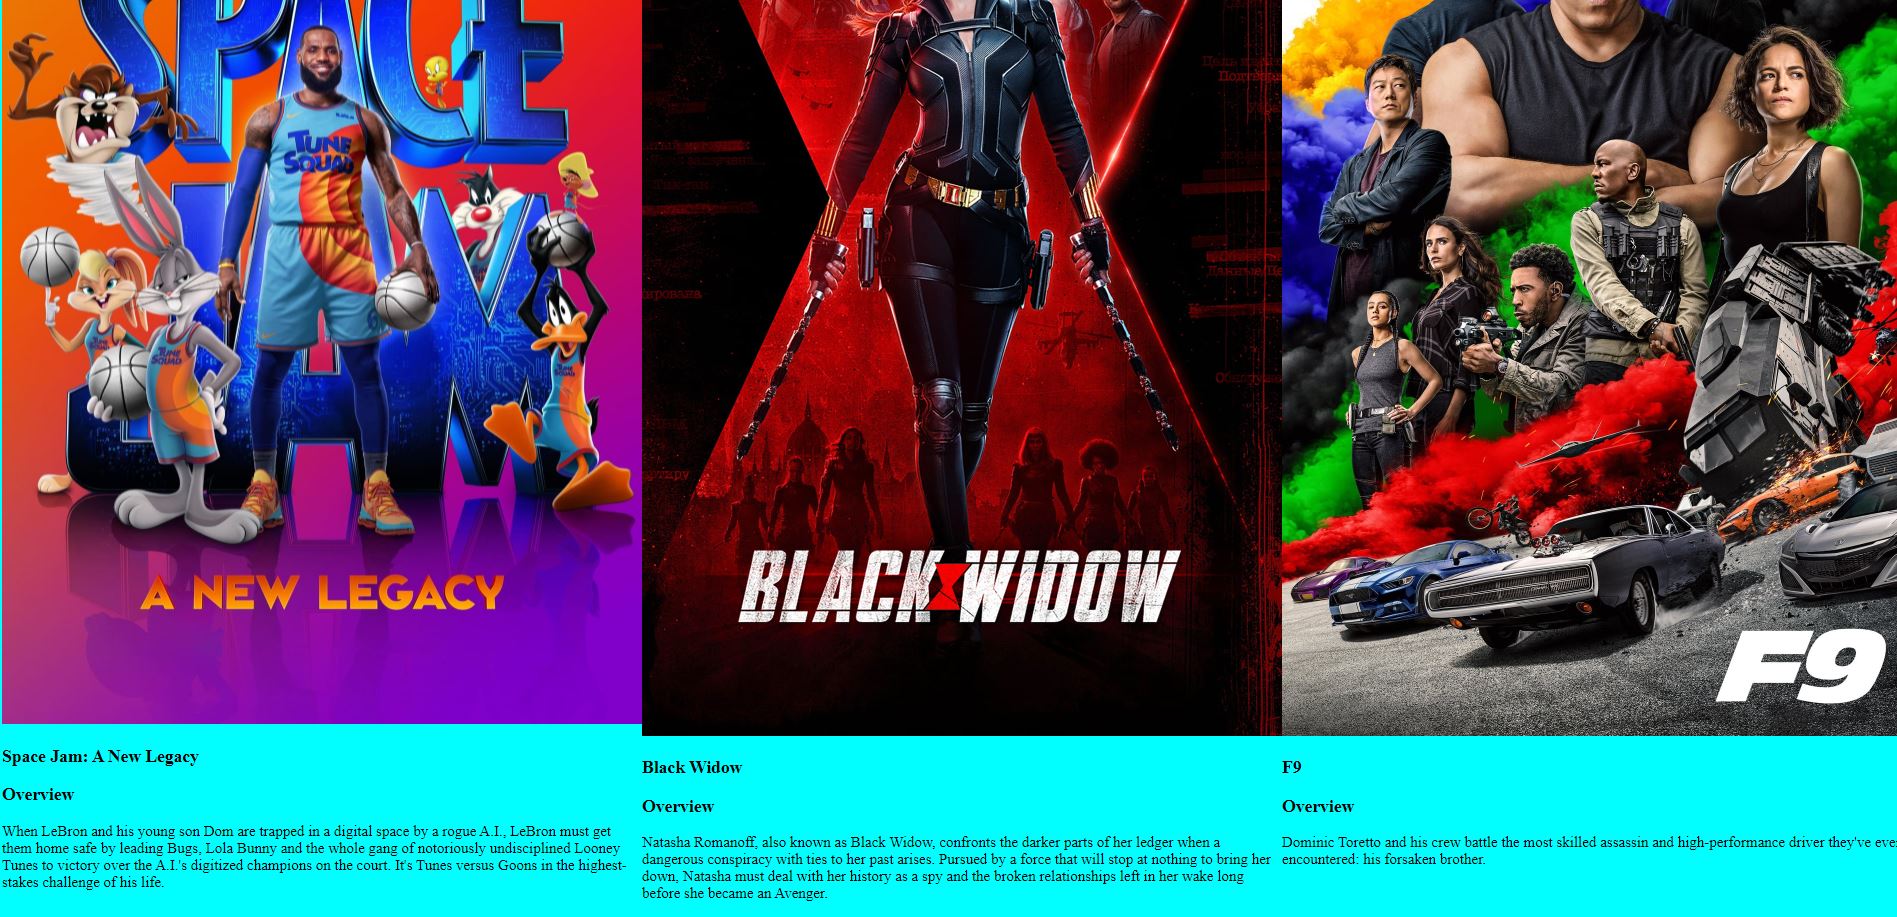 SPACE
JAM
TUNE
SQUAD
TUNE
SQUAD
A NEW LEGACY
BLACK WIDOW
F9
Space Jam: A New Legacy
Overview
When LeBron and his young son Dom are trapped in a digital space by a rogue A.I., LeBron must get
them home safe by leading Bugs, Lola Bunny and the whole gang of notoriously undisciplined Looney
Tunes to victory over the A.I.'s digitized champions on the court. It's Tunes versus Goons in the highest-
stakes challenge of his life.
Black Widow
Overview
Natasha Romanoff, also known as Black Widow, confronts the darker parts of her ledger when a
dangerous conspiracy with ties to her past arises. Pursued by a force that will stop at nothing to bring her
down, Natasha must deal with her history as a spy and the broken relationships left in her wake long
before she became an Avenger.
F9
Overview
Dominic Toretto and his crew battle the most skilled assassin and high-performance driver they've eve
encountered: his forsaken brother.